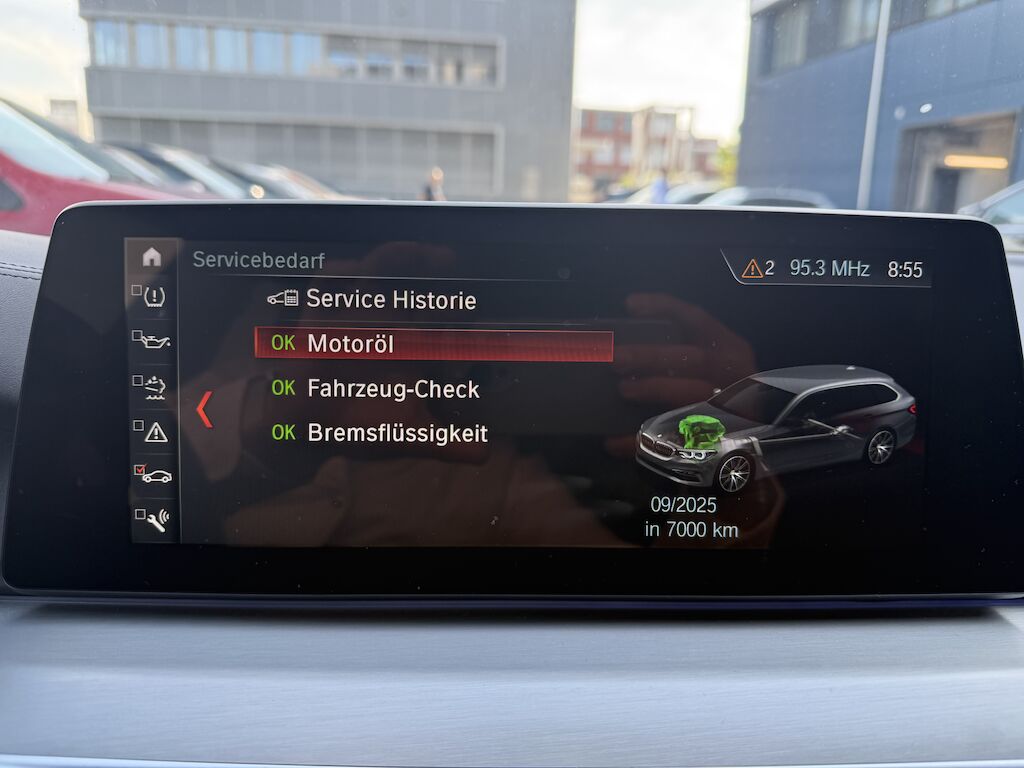 Servicebedarf
2 95.3 MHz 8:55
Service Historie
OK Motoröl
OK Fahrzeug-Check
OK Bremsflüssigkeit
09/2025
in 7000 km